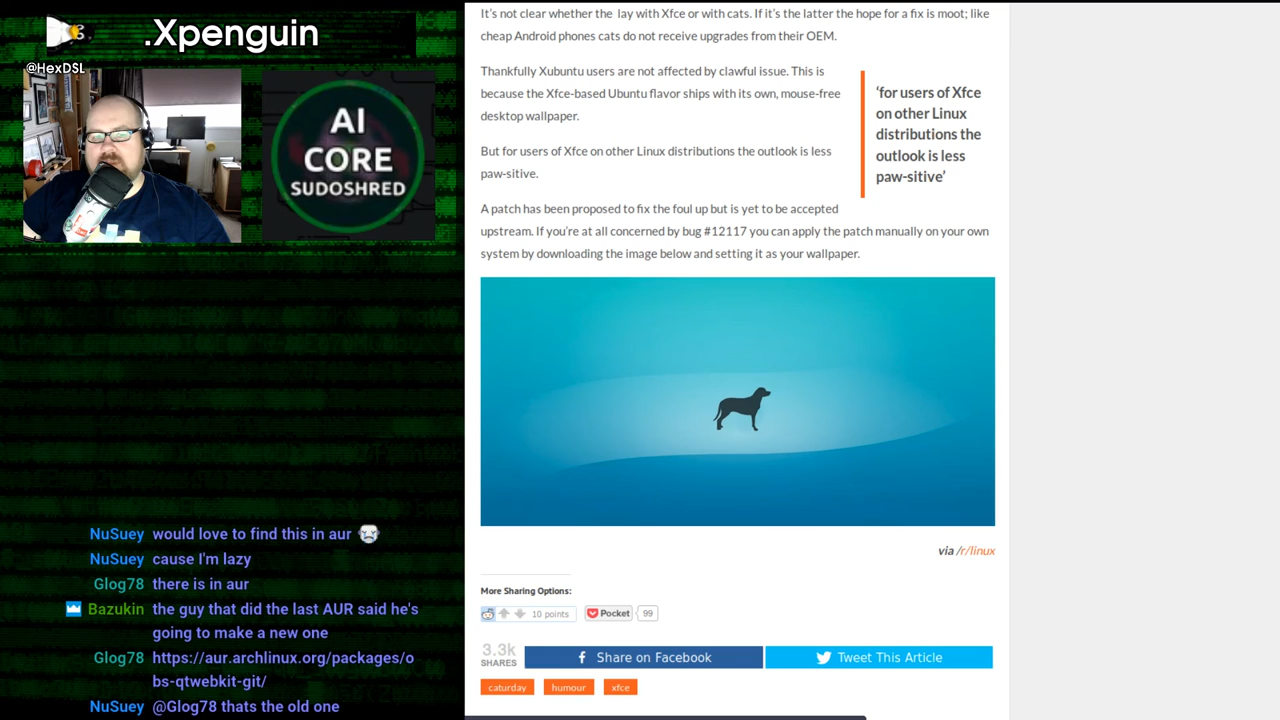 .Xpenguin
@HexDSL
AI
CORE
SUDOSHRED
NuSuey would love to find this in aur
NuSuey cause I'm lazy
Glog78 there is in aur
Bazukin the guy that did the last AUR said he's
going to make a new one
Glog78 https://aur.archlinux.org/packages/o
bs-qtwebkit-git/
NuSuey @Glog78 thats the old one
It's not clear whether the lay with Xfce or with cats. If it's the latter the hope for a fix is moot; like
cheap Android phones cats do not receive upgrades from their OEM.
Thankfully Xubuntu users are not affected by clawful issue. This is
because the Xfce-based Ubuntu flavor ships with its own, mouse-free
desktop wallpaper.
But for users of Xfce on other Linux distributions the outlook is less
paw-sitive.
‘for users of Xfce
on other Linux
distributions the
outlook is less
paw-sitive’
A patch has been proposed to fix the foul up but is yet to be accepted
upstream. If you're at all concerned by bug #12117 you can apply the patch manually on your own
system by downloading the image below and setting it as your wallpaper.
via /r/linux
More Sharing Options:
10 points
Pocket 99
3.3k
SHARES
Share on Facebook
Tweet This Article
caturday humour xfce